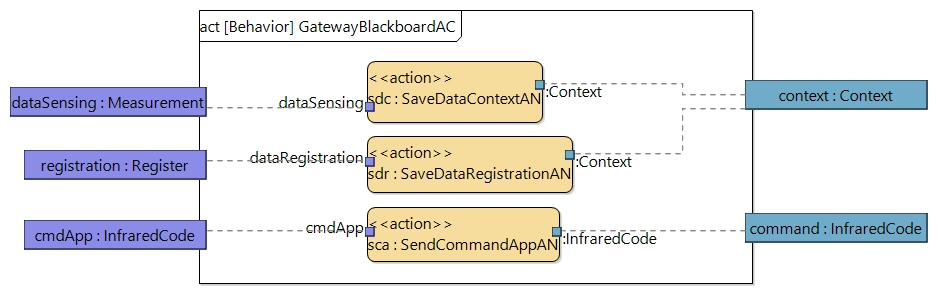 act [Behavior] GatewayBlackboardAC
<<action>>
dataSensing : Measurement
dataSensing
sdc : SaveDataContextAN
:Context
context : Context
<<action>>
registration : Register
dataRegistration
sdr : SaveDataRegistrationAN
:Context
<<action>>
cmdApp : InfraredCode
cmdApp
sca : SendCommandAppAN
:InfraredCode
command : InfraredCode